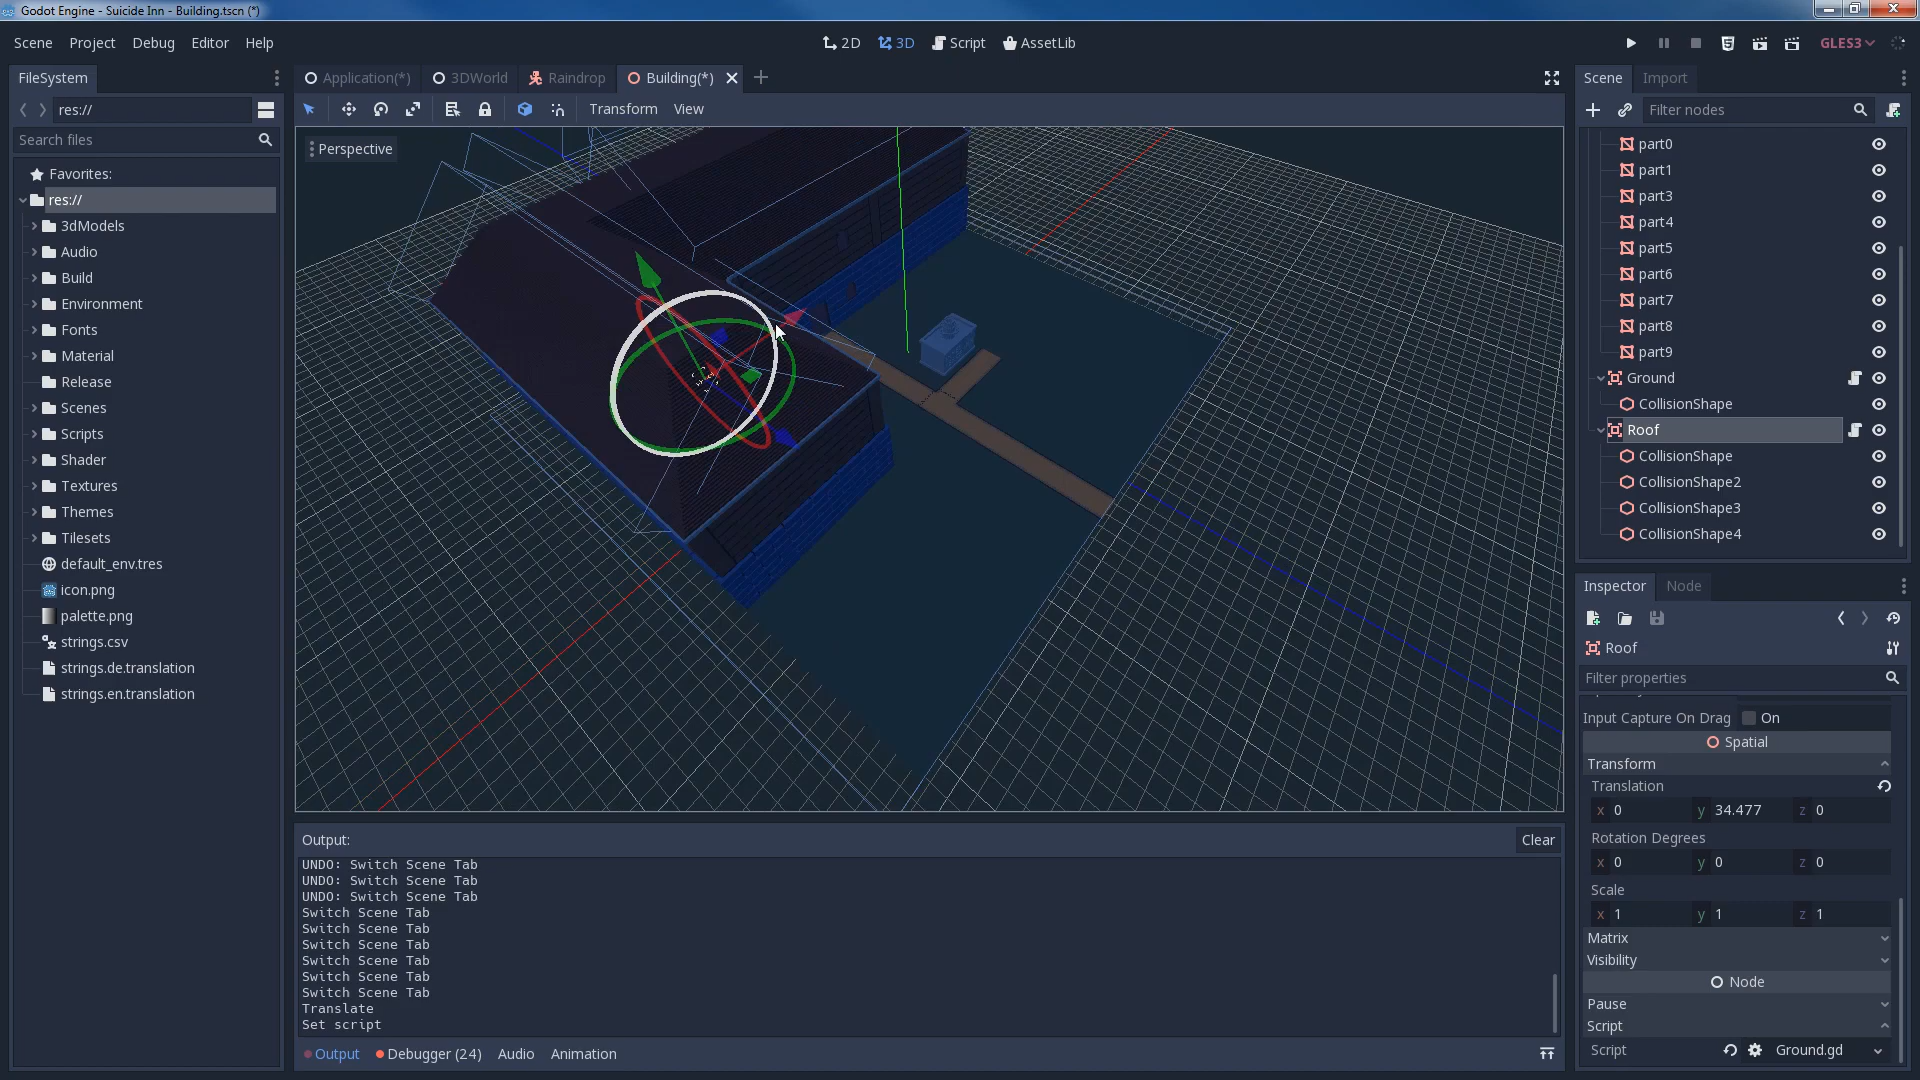 Godot Engine - Suicide Inn - Building.tscn (*)
Scene Project Debug Editor Help
2D 3D Script AssetLib
GLES3
FileSystem
res://
Search files
Favorites:
res://
3dModels
Audio
Build
Environment
Fonts
Material
Release
Scenes
Scripts
Shader
Textures
Themes
Tilesets
default_env.tres
icon.png
palette.png
strings.csv
strings.de.translation
strings.en.translation
Application(*) 3DWorld Raindrop Building(*)
Transform View
Perspective
Output:
Clear
UNDO: Switch Scene Tab
UNDO: Switch Scene Tab
UNDO: Switch Scene Tab
Switch Scene Tab
Switch Scene Tab
Switch Scene Tab
Switch Scene Tab
Switch Scene Tab
Switch Scene Tab
Translate
Set script
Output Debugger (24) Audio Animation
Scene Import
Filter nodes
part0
part1
part3
part4
part5
part6
part7
part8
part9
Ground
CollisionShape
Roof
CollisionShape
CollisionShape2
CollisionShape3
CollisionShape4
Inspector Node
Roof
Filter properties
Input Capture On Drag On
Spatial
Transform
Translation
x 0 y 34.477 z 0
Rotation Degrees
x 0 y 0 z 0
Scale
x 1 y 1 z 1
Matrix
Visibility
Node
Pause
Script
Script Ground.gd